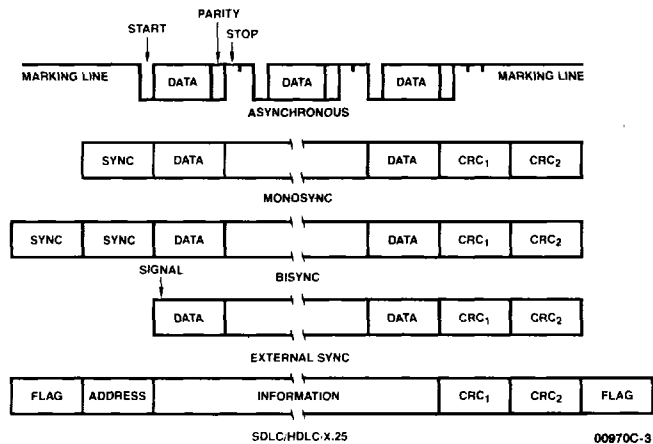 START
PARITY
STOP
MARKING LINE DATA DATA DATA MARKING LINE
ASYNCHRONOUS
SYNC DATA DATA CRC1 CRC2
MONOSYNC
SYNC SYNC DATA DATA CRC1 CRC2
BISYNC
SIGNAL
DATA DATA CRC1 CRC2
EXTERNAL SYNC
FLAG ADDRESS INFORMATION CRC1 CRC2 FLAG
SDLC/HDLC/X.25
00970C-3